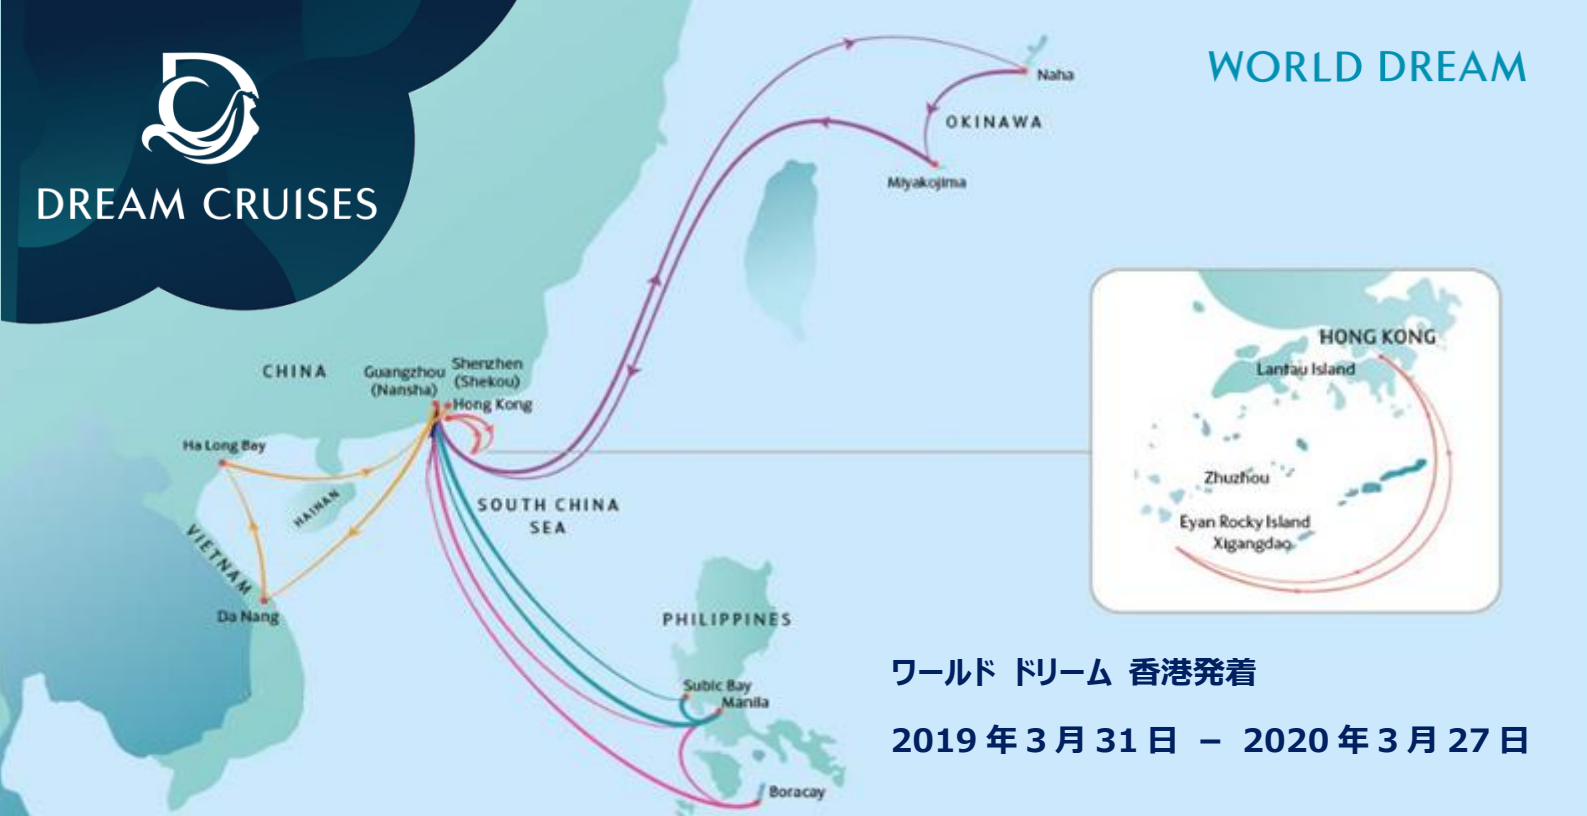 DREAM CRUISES
WORLD DREAM
Naha
OKINAWA
Miyakojima
CHINA
Guangzhou
(Nansha)
Shenzhen
(Shekou)
Hong Kong
Ha Long Bay
HAINAN
VIETNAM
Da Nang
SOUTH CHINA
SEA
PHILIPPINES
Subic Bay
Manila
Boracay
HONG KONG
Lantau Island
Zhuzhou
Eyan Rocky Island
Xigangdao
ワールド ドリーム 香港発着
2019 年 3 月 31 日 － 2020 年 3 月 27 日